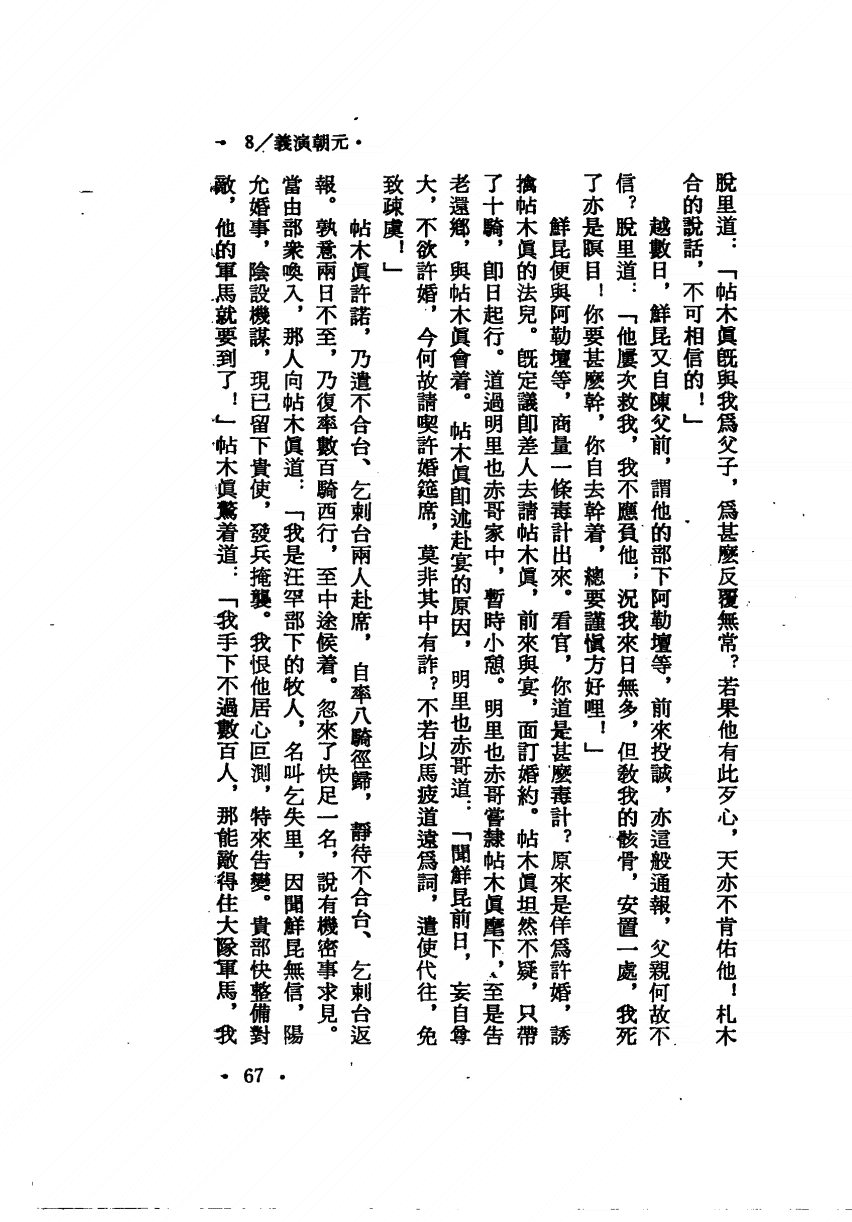 8／義演朝元
脫里道：「帖木眞旣與我爲父子，爲甚麽反覆無常？若果他有此歹心，天亦不肯佑他！札木
合的說話，不可相信的！」
越數日，鮮昆又自陳父前，謂他的部下阿勒壇等，前來投誠，亦這般通報，父親何故不
信？脫里道：「他屢次救我，我不應負他；況我來日無多，但敎我的骸骨，安置一處，我死
了亦是瞑目！你要甚麽幹，你自去幹着，總要謹愼方好哩！」
鮮昆便與阿勒壇等，商量一條毒計出來。看官，你道是甚麽毒計？原來是佯爲許婚，誘
擒帖木眞的法兒。旣定議卽差人去請帖木眞，前來與宴，面訂婚約。帖木眞坦然不疑，只帶
了十騎，卽日起行。道過明里也赤哥家中，暫時小憩。明里也赤哥嘗隸帖木眞麾下，至是告
老還鄕，與帖木眞會着。帖木眞卽述赴宴的原因，明里也赤哥道：「聞鮮昆前日，妄自尊
大，不欲許婚，今何故請喫許婚筵席，莫非其中有詐？不若以馬疲道遠爲詞，遣使代往，免
致疎虞！」
帖木眞許諾，乃遣不合台、乞剌台兩人赴席，自率八騎徑歸，靜待不合台、乞剌台返
報。孰意兩日不至，乃復率數百騎西行，至中途候着。忽來了快足一名，說有機密事求見。
當由部衆喚入，那人向帖木眞道：「我是汪罕部下的牧人，名叫乞失里，因聞鮮昆無信，陽
允婚事，陰設機謀，現已留下貴使，發兵掩襲。我恨他居心叵測，特來告變。貴部快整備對
敵，他的軍馬就要到了！」帖木眞驚着道：「我手下不過數百人，那能敵得住大隊軍馬，我
67